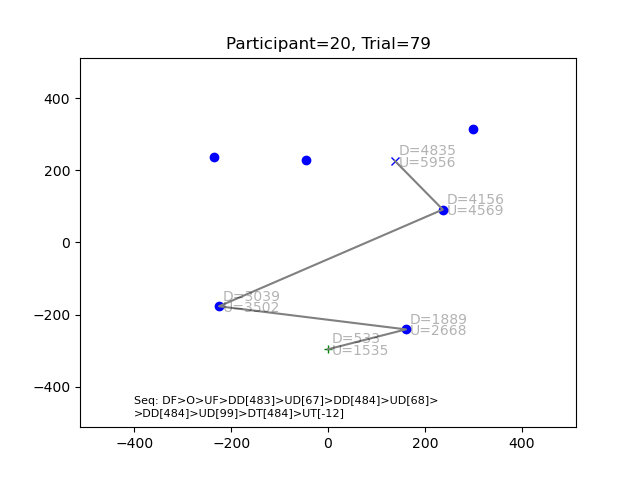 Participant=20, Trial=79
400
200
0
−200
−400
D=4835
U=5956
D=4156
U=4569
D=3039
U=3502
D=1889
U=2668
D=533
U=1535
Seq: DF>O>UF>DD[483]>UD[67]>DD[484]>UD[68]>
>DD[484]>UD[99]>DT[484]>UT[-12]
−400 −200 0 200 400